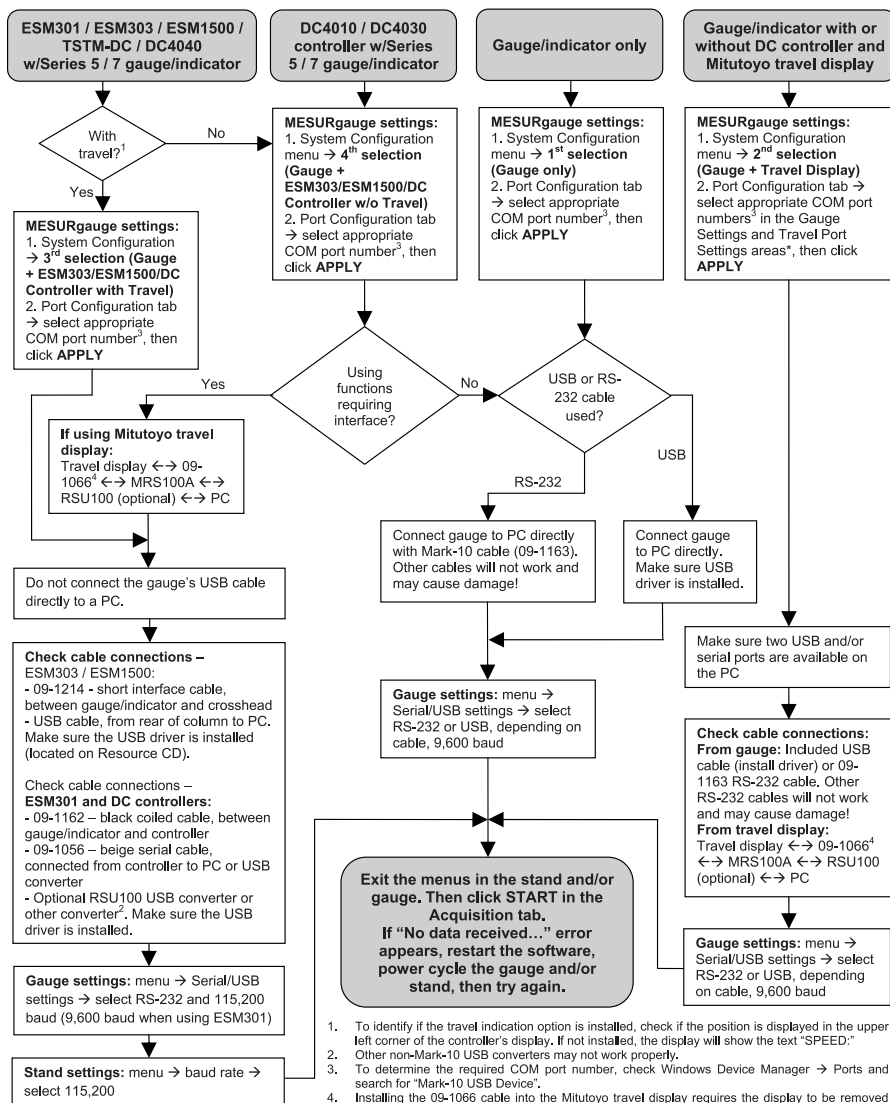 ESM301 / ESM303 / ESM1500 /
TSTM-DC / DC4040
w/Series 5 / 7 gauge/indicator
DC4010 / DC4030
controller w/Series
5 / 7 gauge/indicator
Gauge/indicator only
Gauge/indicator with or
without DC controller and
Mitutoyo travel display
With
travel?1
No
Yes
MESURgauge settings:
1. System Configuration
menu → 4th selection
(Gauge +
ESM303/ESM1500/DC
Controller w/o Travel)
2. Port Configuration tab
→ select appropriate
COM port number3, then
click APPLY
MESURgauge settings:
1. System Configuration
menu → 1st selection
(Gauge only)
2. Port Configuration tab
→ select appropriate
COM port number3, then
click APPLY
MESURgauge settings:
1. System Configuration
menu → 2nd selection
(Gauge + Travel Display)
2. Port Configuration tab →
select appropriate COM port
numbers3 in the Gauge
Settings and Travel Port
Settings areas*, then click
APPLY
MESURgauge settings:
1. System Configuration
→ 3rd selection (Gauge
+ ESM303/ESM1500/DC
Controller with Travel)
2. Port Configuration tab
→ select appropriate
COM port number3, then
click APPLY
Using
functions
requiring
interface?
Yes
No
USB or RS-
232 cable
used?
RS-232
USB
If using Mitutoyo travel
display:
Travel display ←→ 09-
10664 ←→ MRS100A ←→
RSU100 (optional) ←→ PC
Connect gauge to PC directly
with Mark-10 cable (09-1163).
Other cables will not work and
may cause damage!
Connect gauge
to PC directly.
Make sure USB
driver is installed.
Do not connect the gauge's USB cable
directly to a PC.
Check cable connections –
ESM303 / ESM1500:
- 09-1214 - short interface cable,
between gauge/indicator and crosshead
- USB cable, from rear of column to PC.
Make sure the USB driver is installed
(located on Resource CD).
Check cable connections –
ESM301 and DC controllers:
- 09-1162 – black coiled cable, between
gauge/indicator and controller
- 09-1056 – beige serial cable,
connected from controller to PC or USB
converter
- Optional RSU100 USB converter or
other converter2. Make sure the USB
driver is installed.
Gauge settings: menu →
Serial/USB settings → select
RS-232 or USB, depending on
cable, 9,600 baud
Make sure two USB and/or
serial ports are available on
the PC
Check cable connections:
From gauge: Included USB
cable (install driver) or 09-
1163 RS-232 cable. Other
RS-232 cables will not work
and may cause damage!
From travel display:
Travel display ←→ 09-10664
←→ MRS100A ←→ RSU100
(optional) ←→ PC
Exit the menus in the stand and/or
gauge. Then click START in the
Acquisition tab.
If “No data received…” error
appears, restart the software,
power cycle the gauge and/or
stand, then try again.
Gauge settings: menu →
Serial/USB settings → select
RS-232 or USB, depending
on cable, 9,600 baud
Gauge settings: menu → Serial/USB
settings → select RS-232 and 115,200
baud (9,600 baud when using ESM301)
Stand settings: menu → baud rate →
select 115,200
1. To identify if the travel indication option is installed, check if the position is displayed in the upper
left corner of the controller's display. If not installed, the display will show the text “SPEED:”
2. Other non-Mark-10 USB converters may not work properly.
3. To determine the required COM port number, check Windows Device Manager → Ports and
search for “Mark-10 USB Device”.
4. Installing the 09-1066 cable into the Mitutoyo travel display requires the display to be removed